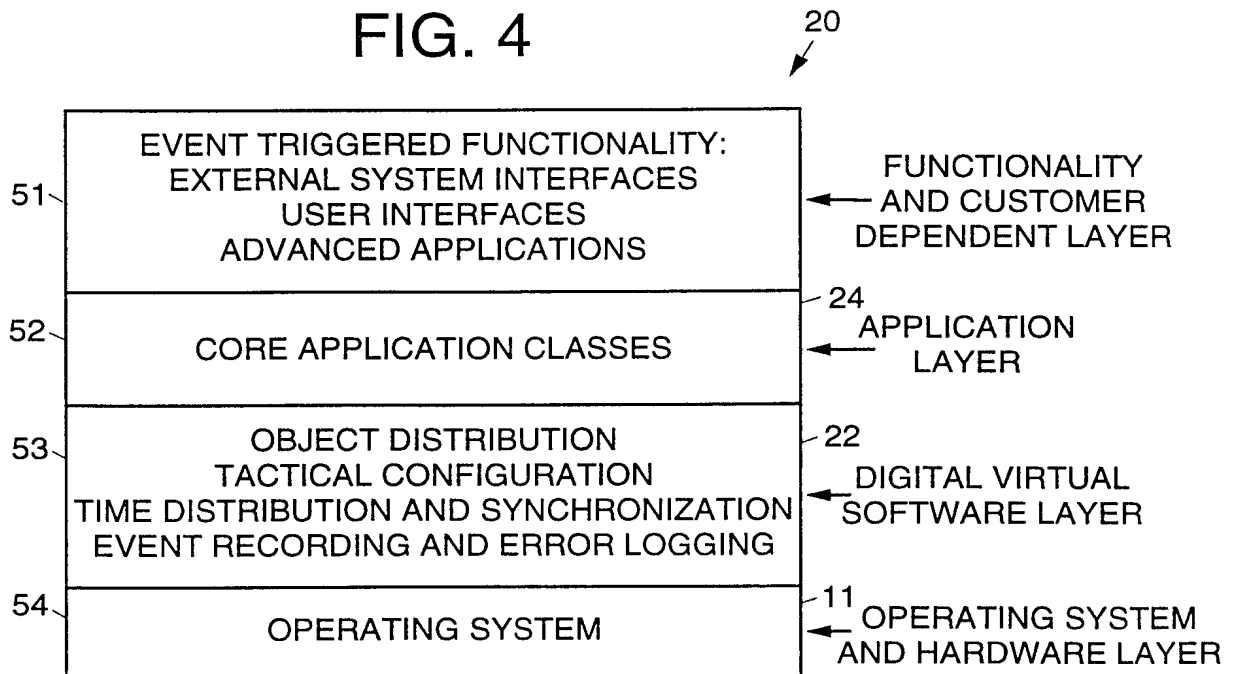 FIG. 4
20
51
EVENT TRIGGERED FUNCTIONALITY:
EXTERNAL SYSTEM INTERFACES
USER INTERFACES
ADVANCED APPLICATIONS
FUNCTIONALITY
AND CUSTOMER
DEPENDENT LAYER
52
CORE APPLICATION CLASSES
24
APPLICATION
LAYER
53
OBJECT DISTRIBUTION
TACTICAL CONFIGURATION
TIME DISTRIBUTION AND SYNCHRONIZATION
EVENT RECORDING AND ERROR LOGGING
22
DIGITAL VIRTUAL
SOFTWARE LAYER
54
OPERATING SYSTEM
11
OPERATING SYSTEM
AND HARDWARE LAYER